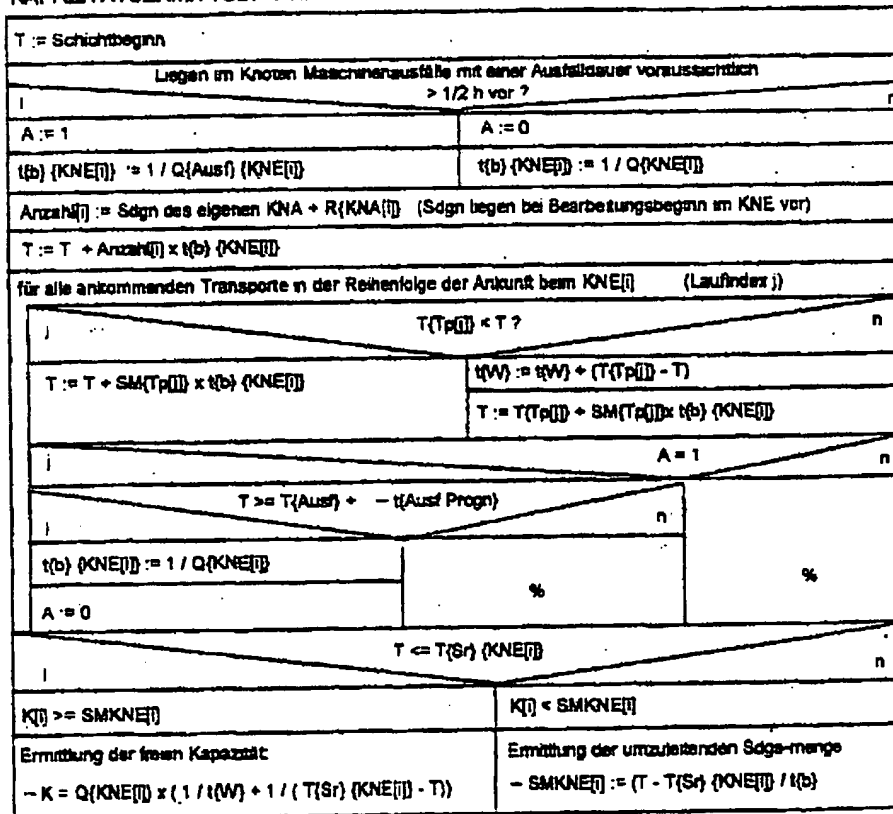 T := Schichtbeginn
Liegen im Knoten Maschinenausfälle mit einer Ausfalldauer voraussichtlich
> 1/2 h vor ?
j
n
A := 1
A := 0
t{b} {KNE[i]} := 1 / Q{Ausf} {KNE[i]}
t{b} {KNE[i]} := 1 / Q{KNE[i]}
Anzahl[i] := Sdgn des eigenen KNA + R{KNA[i]} (Sdgn liegen bei Bearbeitungsbeginn im KNE vor)
T := T + Anzahl[i] x t{b} {KNE[i]}
für alle ankommenden Transporte in der Reihenfolge der Ankunft beim KNE[i] (Laufindex j)
j
T{Tp[j]} < T ?
n
T := T + SM{Tp[j]} x t{b} {KNE[i]}
t{W} := t{W} + (T{Tp[j]} - T)
T := T{Tp[j]} + SM{Tp[j]}x t{b} {KNE[i]}
j
A = 1
n
T >= T{Ausf} + – t{Ausf Progn}
j
n
t{b} {KNE[i]} := 1 / Q{KNE[i]}
%
%
A := 0
T <= T{Sr} {KNE[i]}
j
n
K[i] >= SMKNE[i]
K[i] < SMKNE[i]
Ermittlung der freien Kapazität:
Ermittlung der umzuleitenden Sdgs-menge
– K = Q{KNE[i]} x ( 1 / t{W} + 1 / ( T{Sr} {KNE[i]} - T))
– SMKNE[i] := (T - T{Sr} {KNE[i]} / t{b}